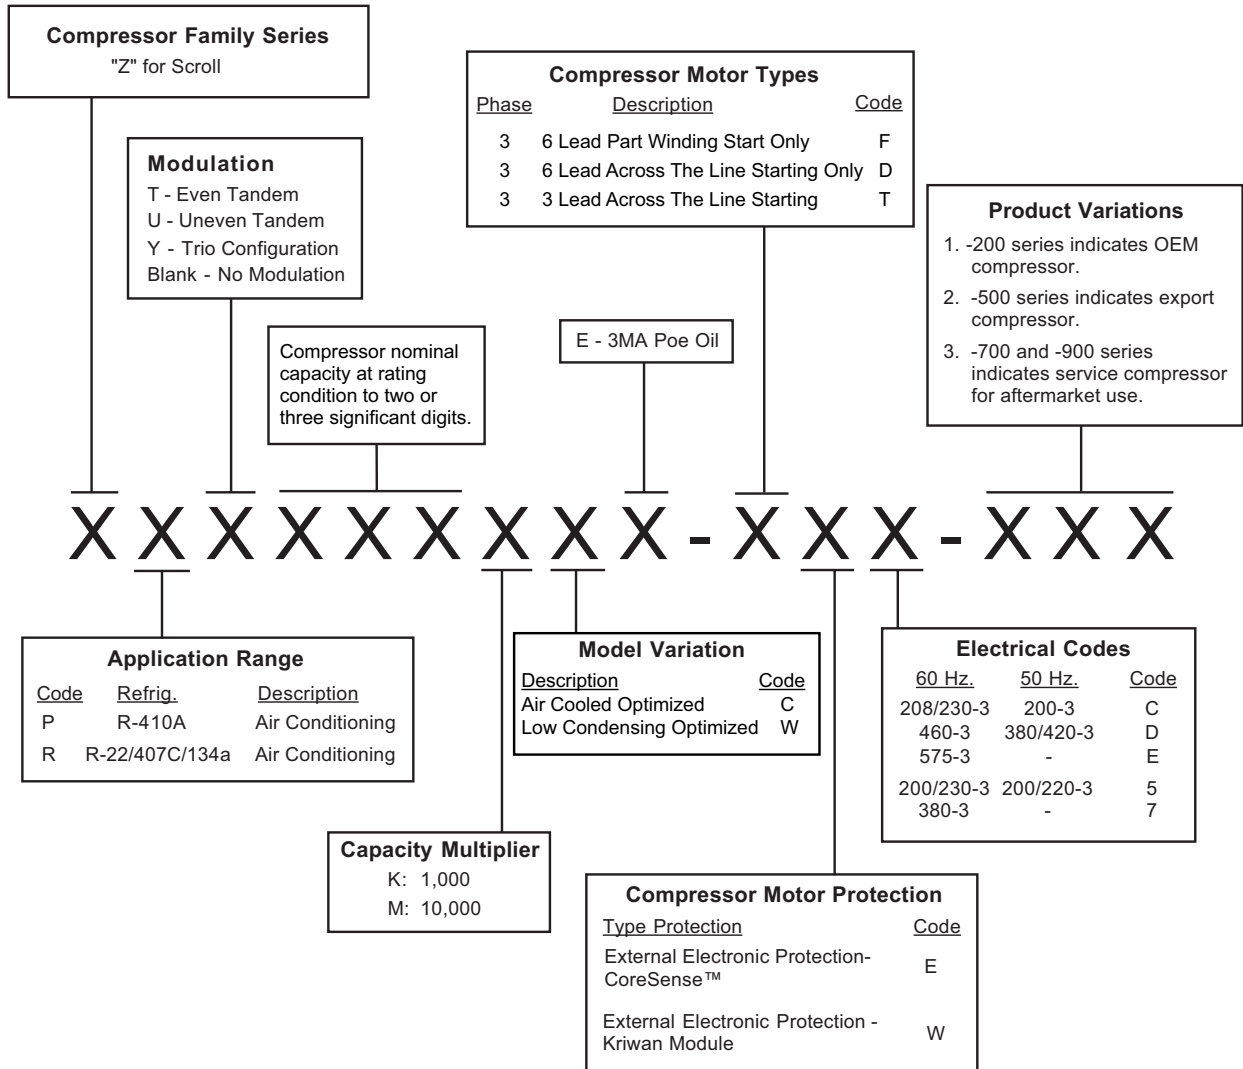 Compressor Family Series
"Z" for Scroll
Modulation
T - Even Tandem
U - Uneven Tandem
Y - Trio Configuration
Blank - No Modulation
Compressor nominal
capacity at rating
condition to two or
three significant digits.
Compressor Motor Types
Phase Description Code
3 6 Lead Part Winding Start Only F
3 6 Lead Across The Line Starting Only D
3 3 Lead Across The Line Starting T
E - 3MA Poe Oil
Product Variations
1. -200 series indicates OEM
compressor.
2. -500 series indicates export
compressor.
3. -700 and -900 series
indicates service compressor
for aftermarket use.
X X X X X X X X X - X X X - X X X
Application Range
Code Refrig. Description
P R-410A Air Conditioning
R R-22/407C/134a Air Conditioning
Capacity Multiplier
K: 1,000
M: 10,000
Model Variation
Description Code
Air Cooled Optimized C
Low Condensing Optimized W
Compressor Motor Protection
Type Protection Code
External Electronic Protection-
CoreSense™ E
External Electronic Protection -
Kriwan Module W
Electrical Codes
60 Hz. 50 Hz. Code
208/230-3 200-3 C
460-3 380/420-3 D
575-3 - E
200/230-3 200/220-3 5
380-3 - 7